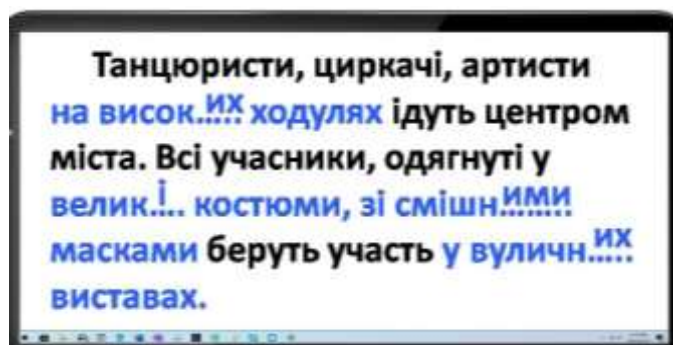 Танцюристи, циркачі, артисти
на висок..их.. ходулях ідуть центром
міста. Всі учасники, одягнуті у
велик.і.. костюми, зі смішн..ими..
масками беруть участь у вуличн..их..
виставах.